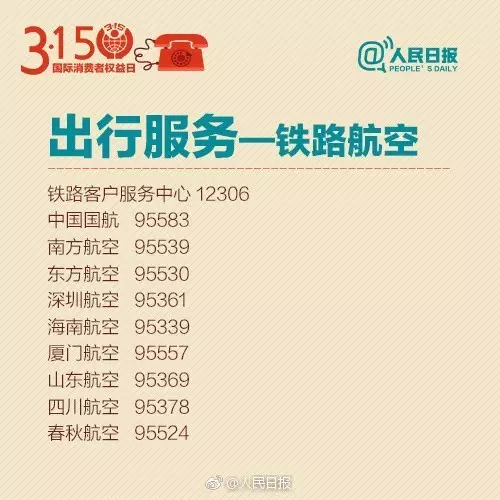 3·15
3·15
国际消费者权益日
@人民日报
PEOPLE'S DAILY
出行服务—铁路航空
铁路客户服务中心 12306
中国国航 95583
南方航空 95539
东方航空 95530
深圳航空 95361
海南航空 95339
厦门航空 95557
山东航空 95369
四川航空 95378
春秋航空 95524
@人民日报